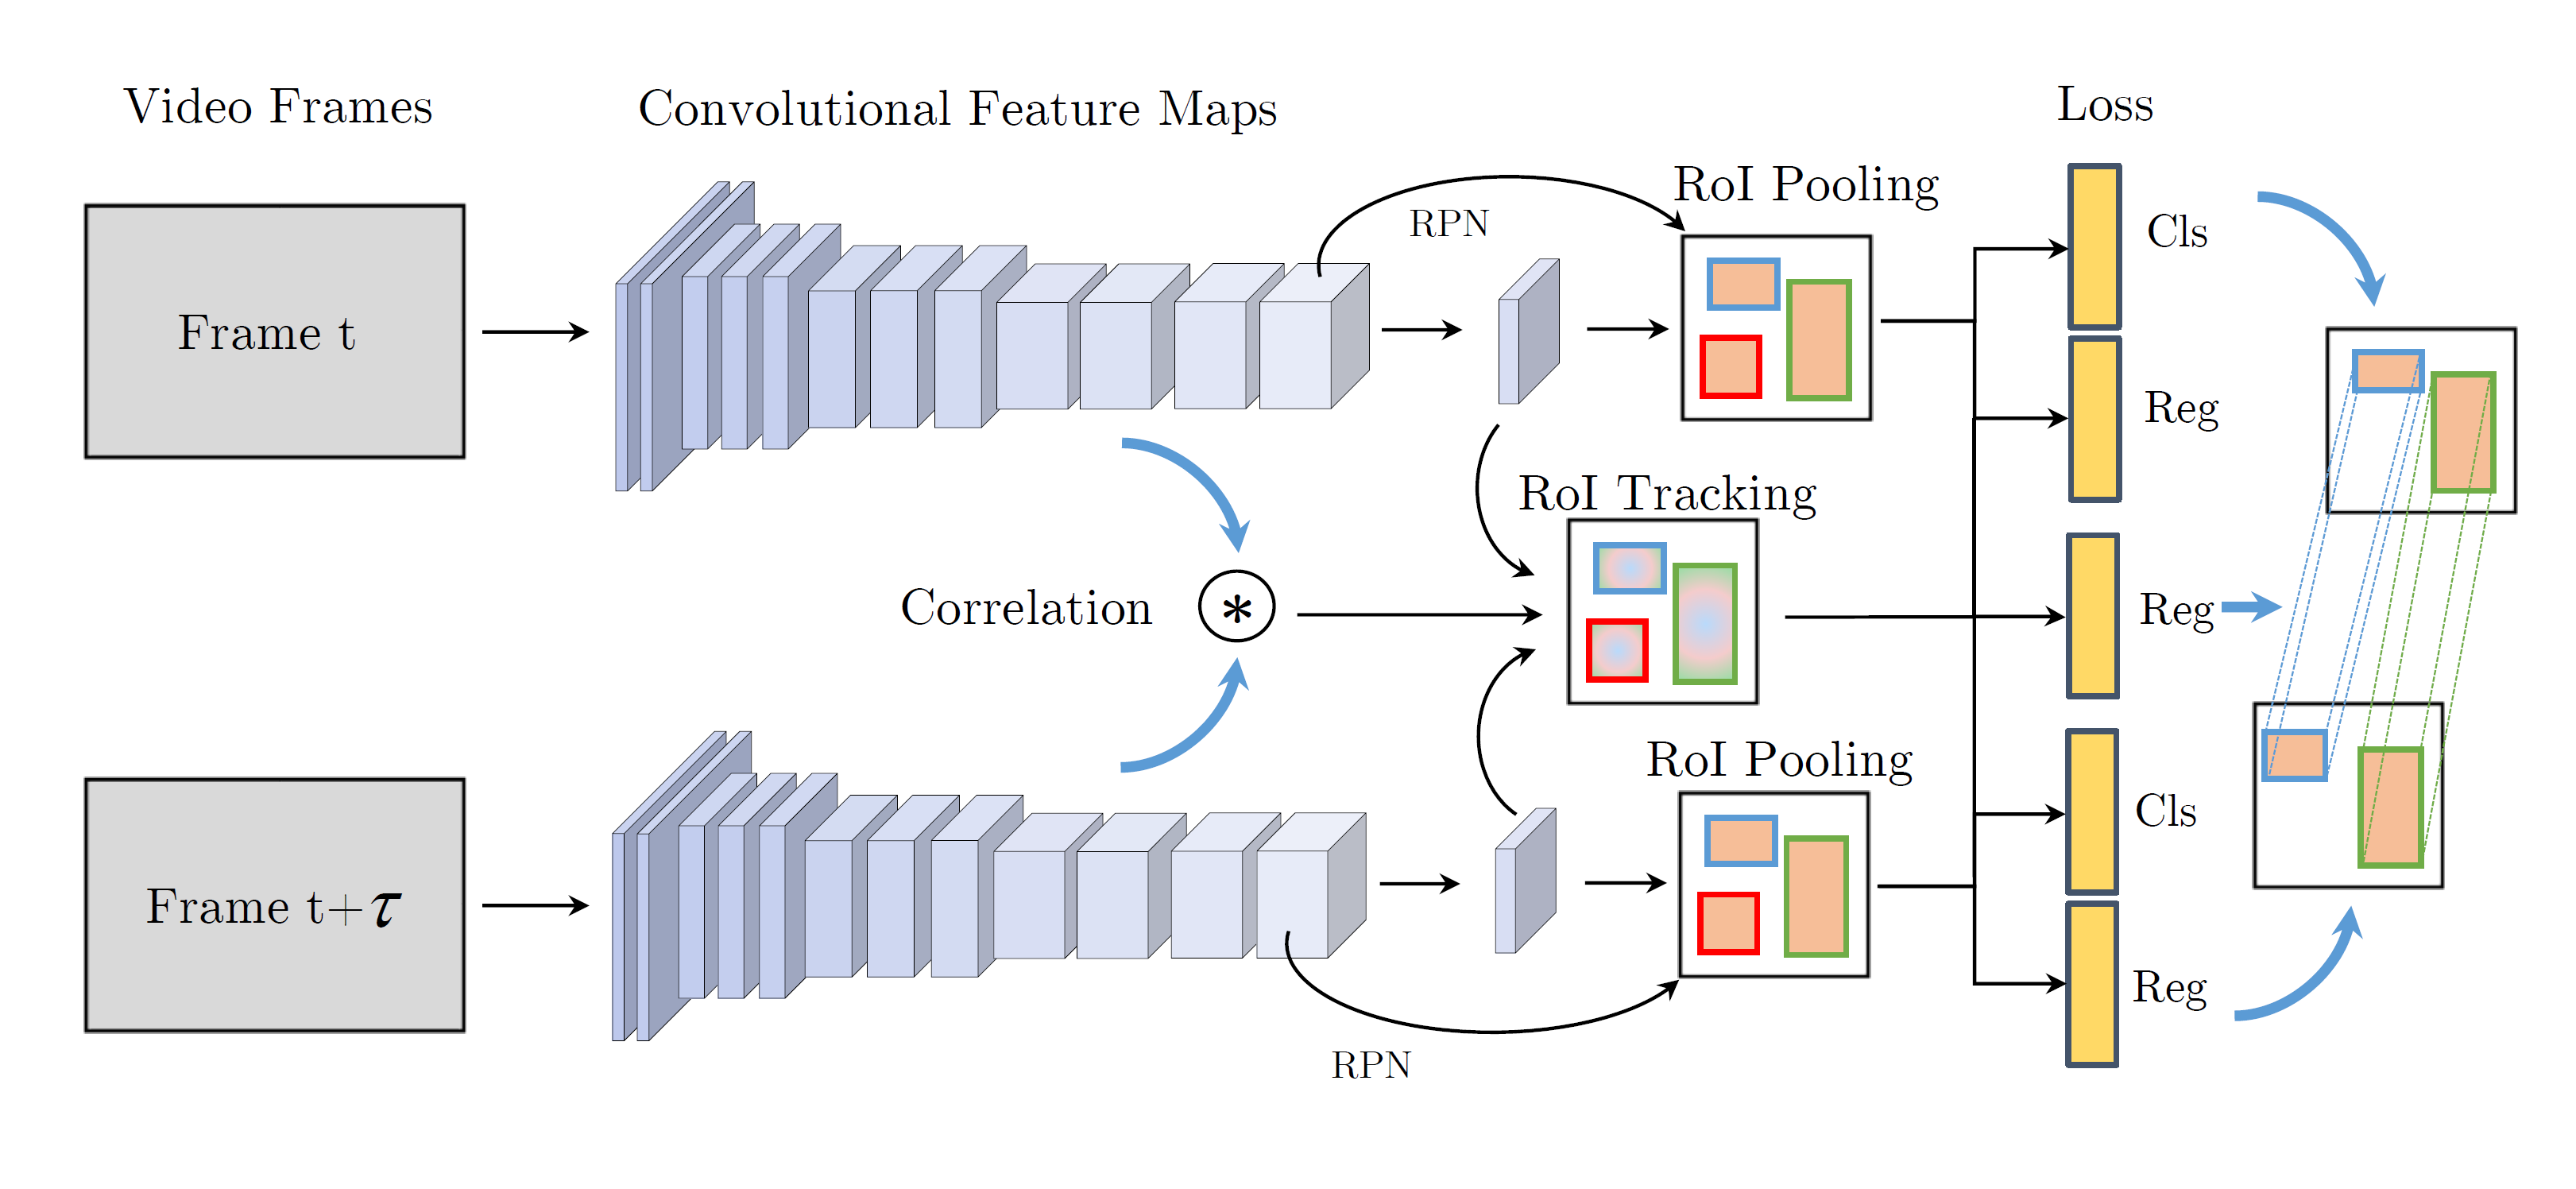 Video Frames
Convolutional Feature Maps
Loss
RoI Pooling
RPN
Cls
Frame t
Reg
RoI Tracking
Correlation
*
Reg
RoI Pooling
Cls
Frame t+τ
Reg
RPN